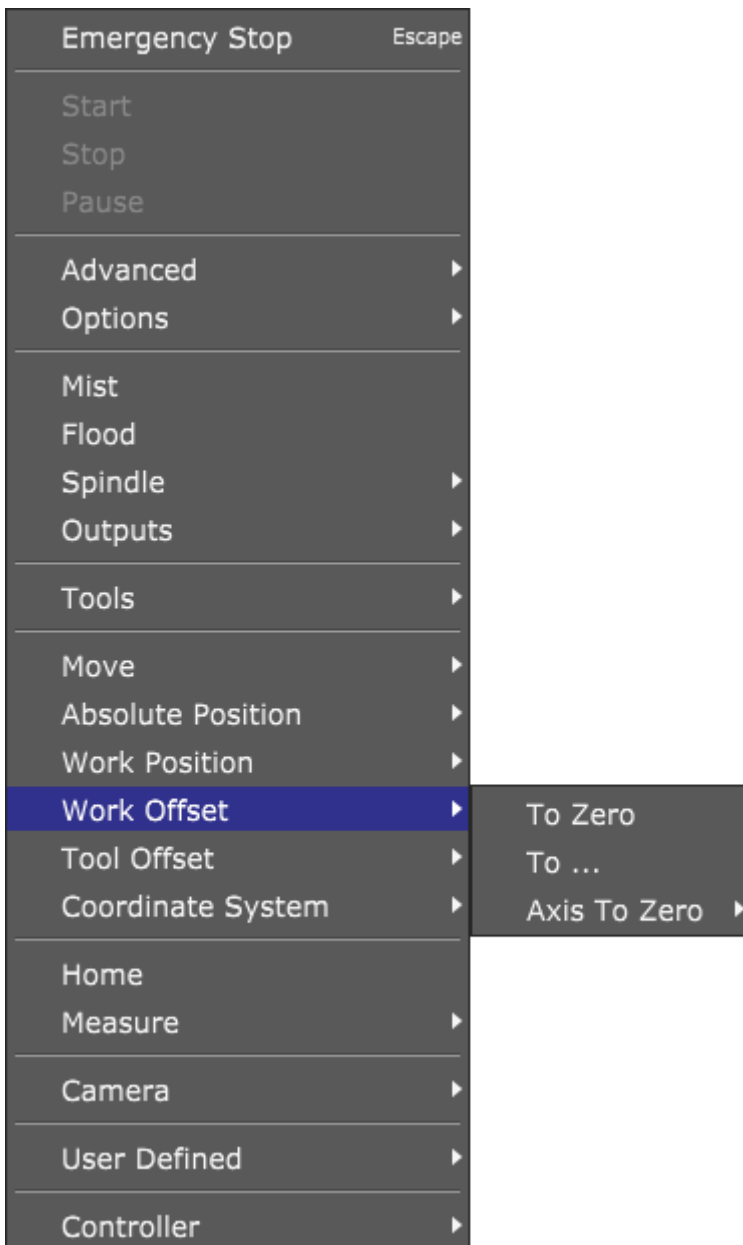 Emergency Stop Escape
Start
Stop
Pause
Advanced
Options
Mist
Flood
Spindle
Outputs
Tools
Move
Absolute Position
Work Position
Work Offset
To Zero
To ...
Axis To Zero
Tool Offset
Coordinate System
Home
Measure
Camera
User Defined
Controller